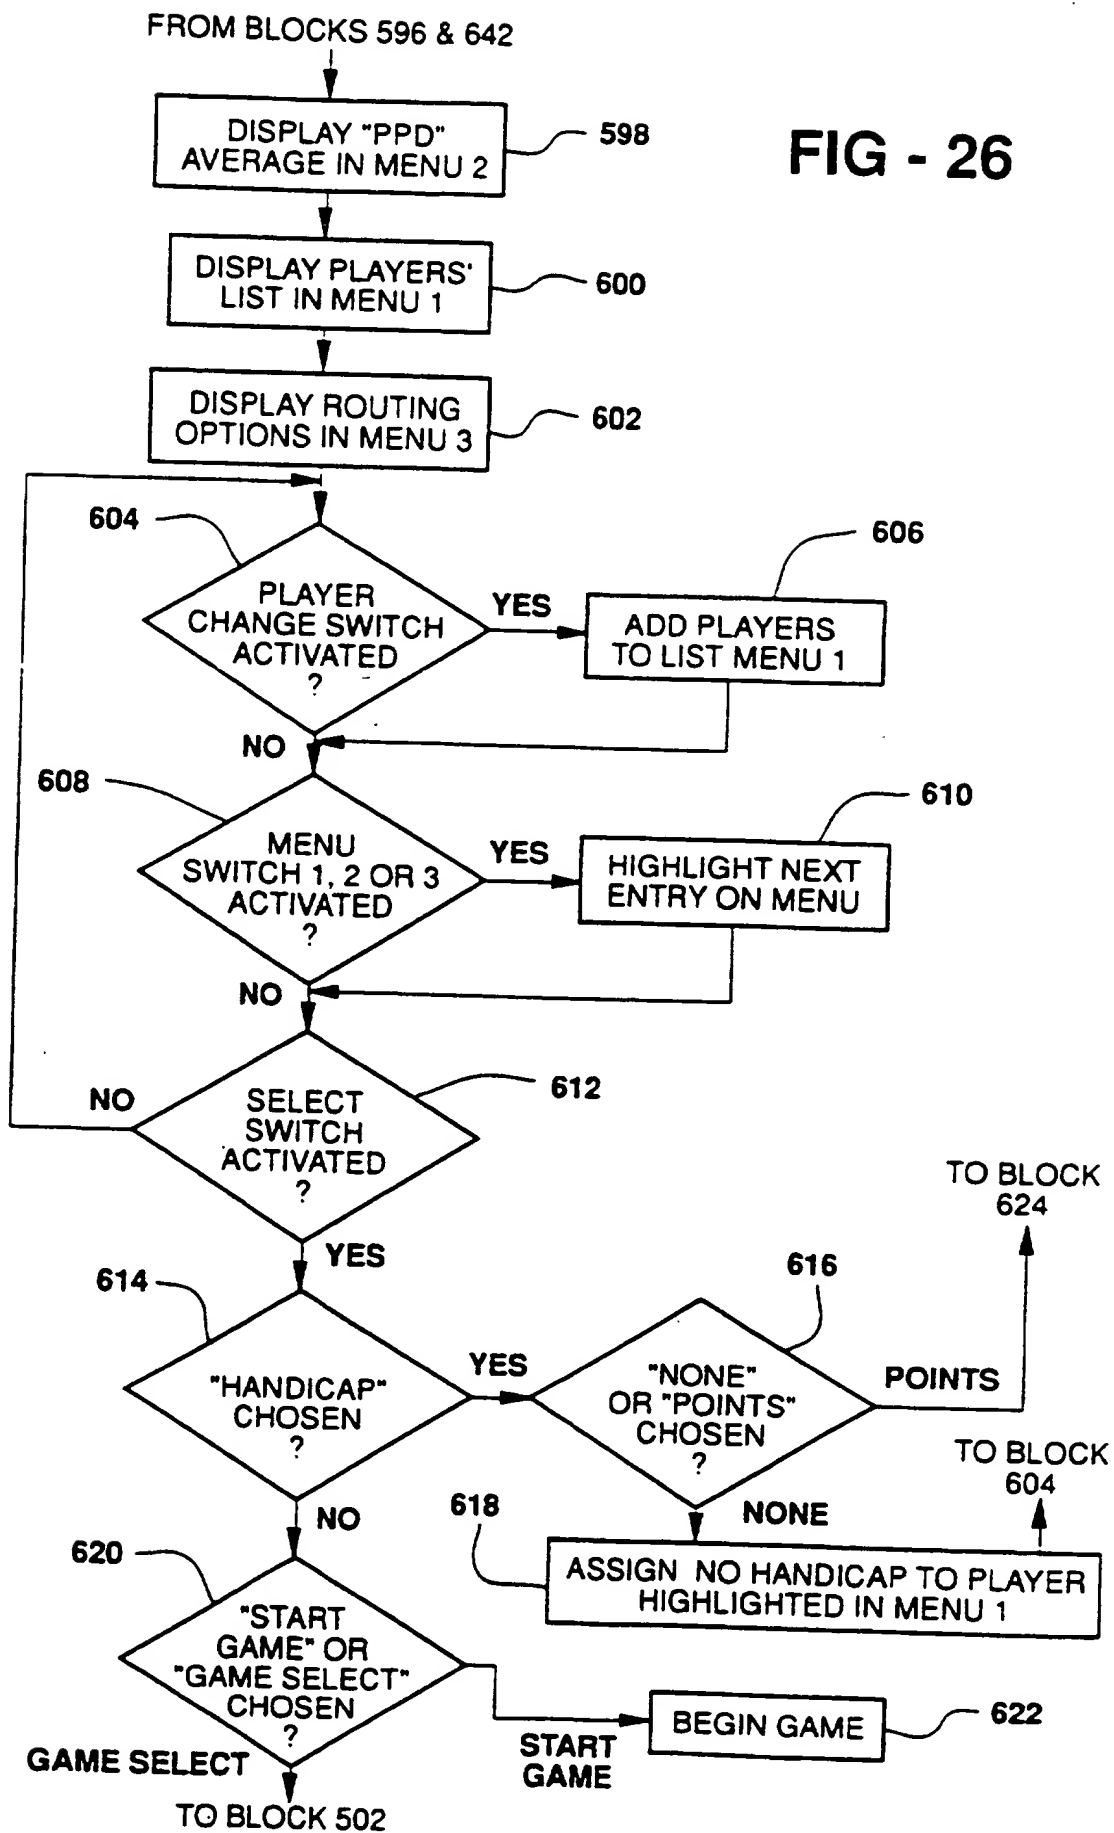 FROM BLOCKS 596 & 642
DISPLAY "PPD"
AVERAGE IN MENU 2
598
FIG - 26
DISPLAY PLAYERS'
LIST IN MENU 1
600
DISPLAY ROUTING
OPTIONS IN MENU 3
602
604
PLAYER
CHANGE SWITCH
ACTIVATED
?
YES
606
ADD PLAYERS
TO LIST MENU 1
NO
608
MENU
SWITCH 1, 2 OR 3
ACTIVATED
?
YES
610
HIGHLIGHT NEXT
ENTRY ON MENU
NO
NO
SELECT
SWITCH
ACTIVATED
?
612
YES
TO BLOCK
624
614
"HANDICAP"
CHOSEN
?
YES
616
"NONE"
OR "POINTS"
CHOSEN
?
POINTS
TO BLOCK
604
NO
NONE
618
ASSIGN NO HANDICAP TO PLAYER
HIGHLIGHTED IN MENU 1
620
"START
GAME" OR
"GAME SELECT"
CHOSEN
?
START
GAME
BEGIN GAME
622
GAME SELECT
TO BLOCK 502